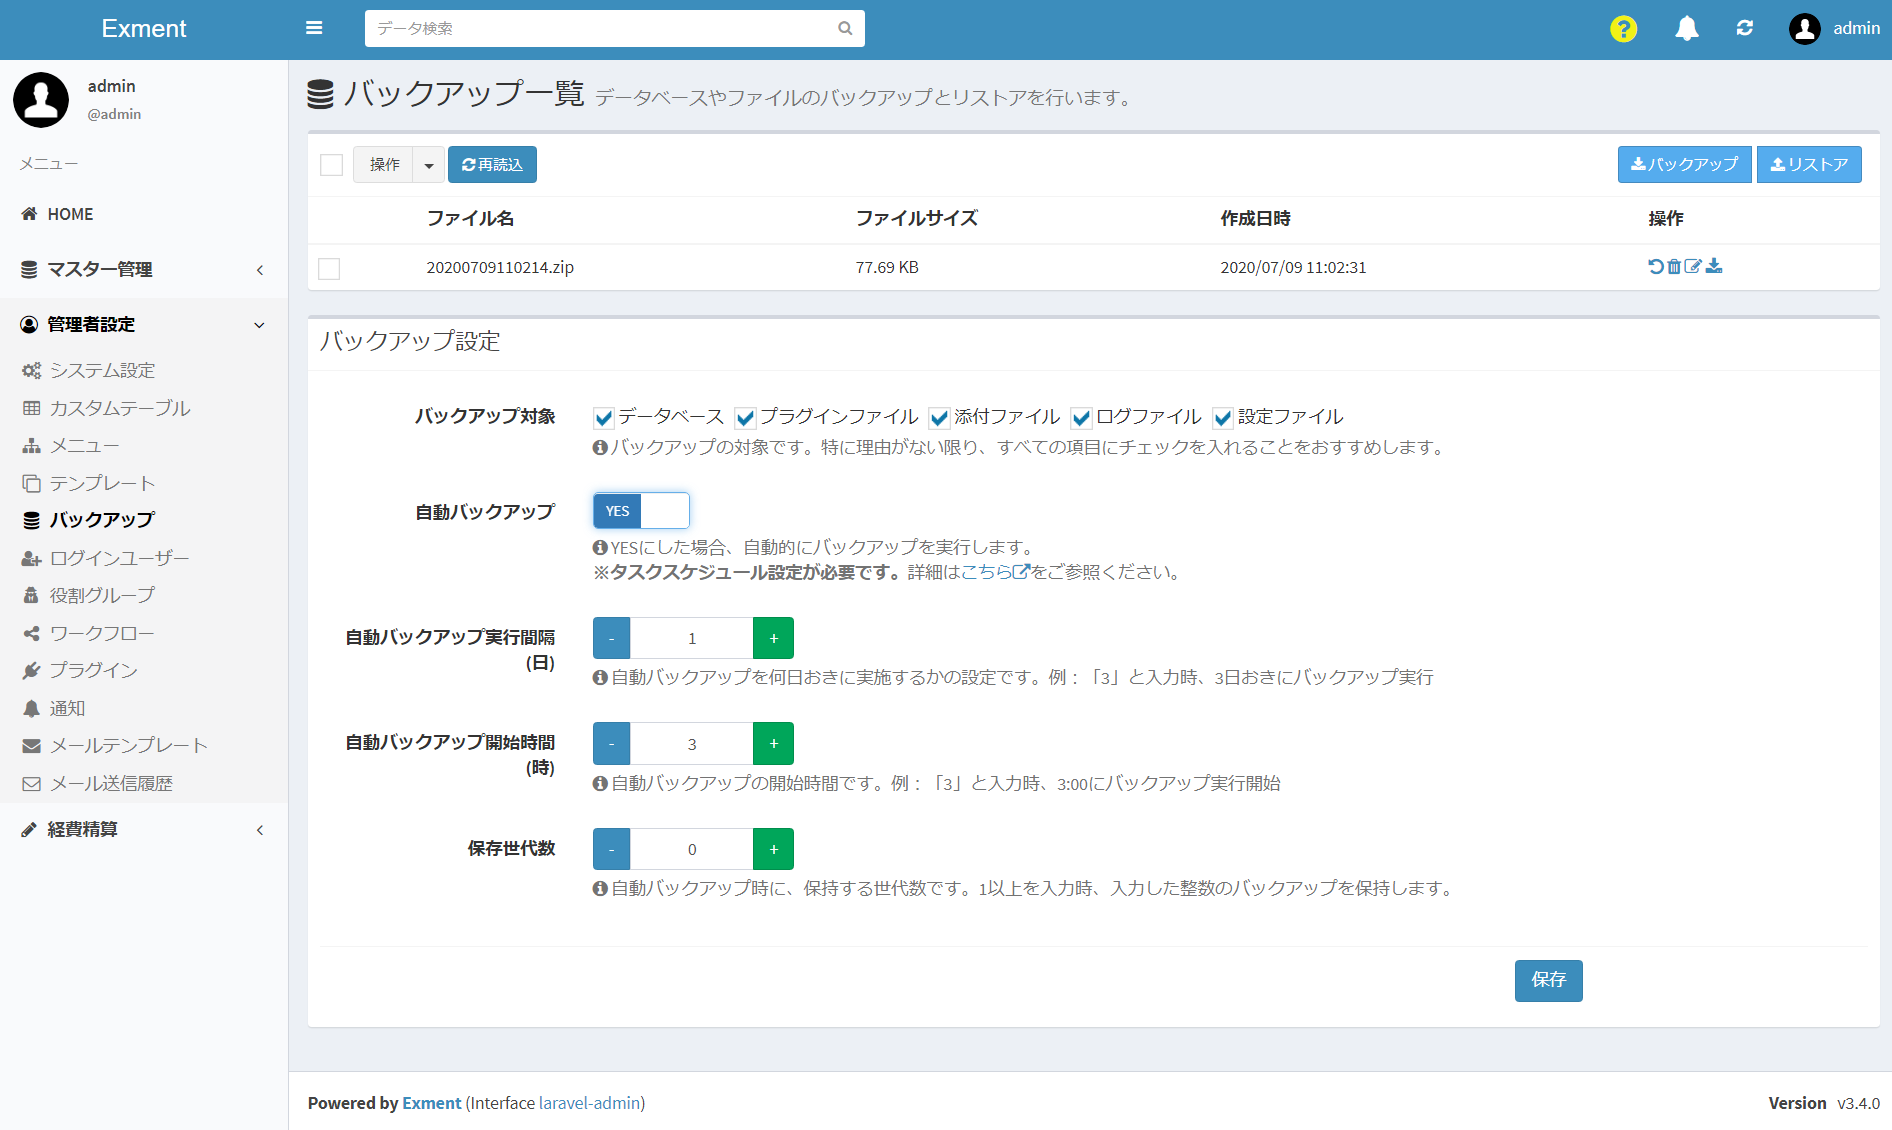 Exment
データ検索
?
admin
admin
@admin
メニュー
HOME
マスター管理
管理者設定
システム設定
カスタムテーブル
メニュー
テンプレート
バックアップ
ログインユーザー
役割グループ
ワークフロー
プラグイン
通知
メールテンプレート
メール送信履歴
経費精算
バックアップ一覧 データベースやファイルのバックアップとリストアを行います。
操作 再読込 バックアップ リストア
ファイル名 ファイルサイズ 作成日時 操作
20200709110214.zip 77.69 KB 2020/07/09 11:02:31
バックアップ設定
バックアップ対象 データベース プラグインファイル 添付ファイル ログファイル 設定ファイル
バックアップの対象です。特に理由がない限り、すべての項目にチェックを入れることをおすすめします。
自動バックアップ YES
YESにした場合、自動的にバックアップを実行します。
※タスクスケジュール設定が必要です。詳細はこちらをご参照ください。
自動バックアップ実行間隔
(日)
- 1 +
自動バックアップを何日おきに実施するかの設定です。例：「3」と入力時、3日おきにバックアップ実行
自動バックアップ開始時間
(時)
- 3 +
自動バックアップの開始時間です。例：「3」と入力時、3:00にバックアップ実行開始
保存世代数 - 0 +
自動バックアップ時に、保持する世代数です。1以上を入力時、入力した整数のバックアップを保持します。
保存
Powered by Exment (Interface laravel-admin)
Version v3.4.0